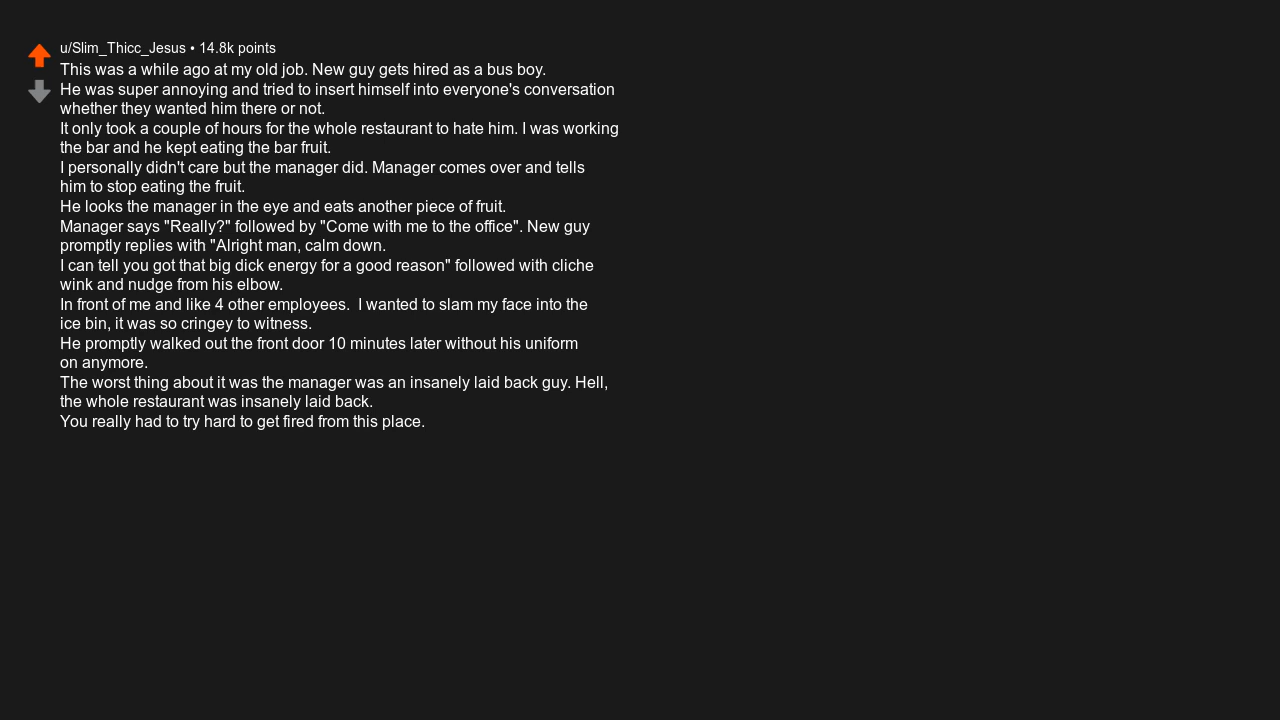 u/Slim_Thicc_Jesus • 14.8k points
This was a while ago at my old job. New guy gets hired as a bus boy.
He was super annoying and tried to insert himself into everyone's conversation
whether they wanted him there or not.
It only took a couple of hours for the whole restaurant to hate him. I was working
the bar and he kept eating the bar fruit.
I personally didn't care but the manager did. Manager comes over and tells
him to stop eating the fruit.
He looks the manager in the eye and eats another piece of fruit.
Manager says "Really?" followed by "Come with me to the office". New guy
promptly replies with "Alright man, calm down.
I can tell you got that big dick energy for a good reason" followed with cliche
wink and nudge from his elbow.
In front of me and like 4 other employees.  I wanted to slam my face into the
ice bin, it was so cringey to witness.
He promptly walked out the front door 10 minutes later without his uniform
on anymore.
The worst thing about it was the manager was an insanely laid back guy. Hell,
the whole restaurant was insanely laid back.
You really had to try hard to get fired from this place.